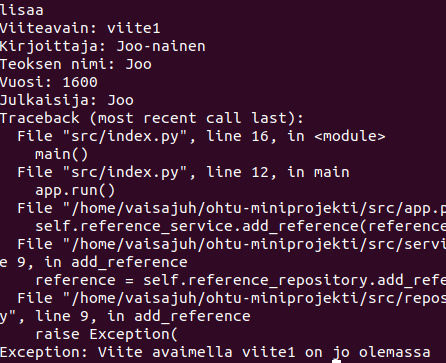 lisaa
Viiteavain: viite1
Kirjoittaja: Joo-nainen
Teoksen nimi: Joo
Vuosi: 1600
Julkaisija: Joo
Traceback (most recent call last):
  File "src/index.py", line 16, in <module>
    main()
  File "src/index.py", line 12, in main
    app.run()
  File "/home/vaisajuh/ohtu-miniprojekti/src/app.p
    self.reference_service.add_reference(reference
  File "/home/vaisajuh/ohtu-miniprojekti/src/servi
e 9, in add_reference
    reference = self.reference_repository.add_refe
  File "/home/vaisajuh/ohtu-miniprojekti/src/repos
y", line 9, in add_reference
    raise Exception(
Exception: Viite avaimella viite1 on jo olemassa